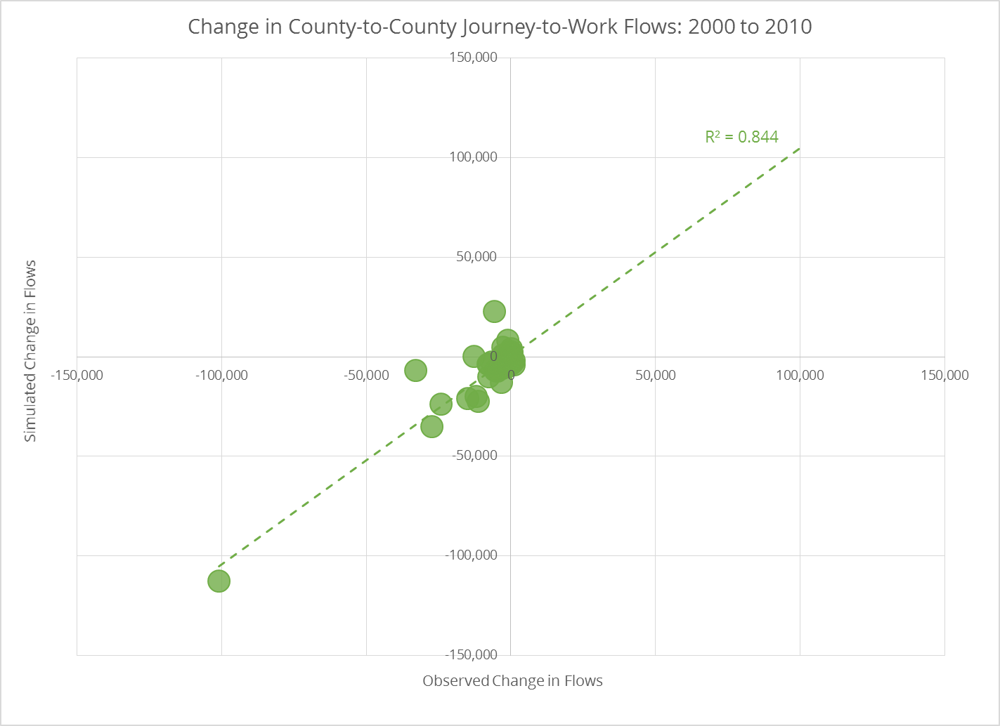 Change in County-to-County Journey-to-Work Flows: 2000 to 2010
150,000
R² = 0.844
100,000
50,000
0
-150,000 -100,000 -50,000 0 50,000 100,000 150,000
Simulated Change in Flows
-50,000
-100,000
-150,000
Observed Change in Flows